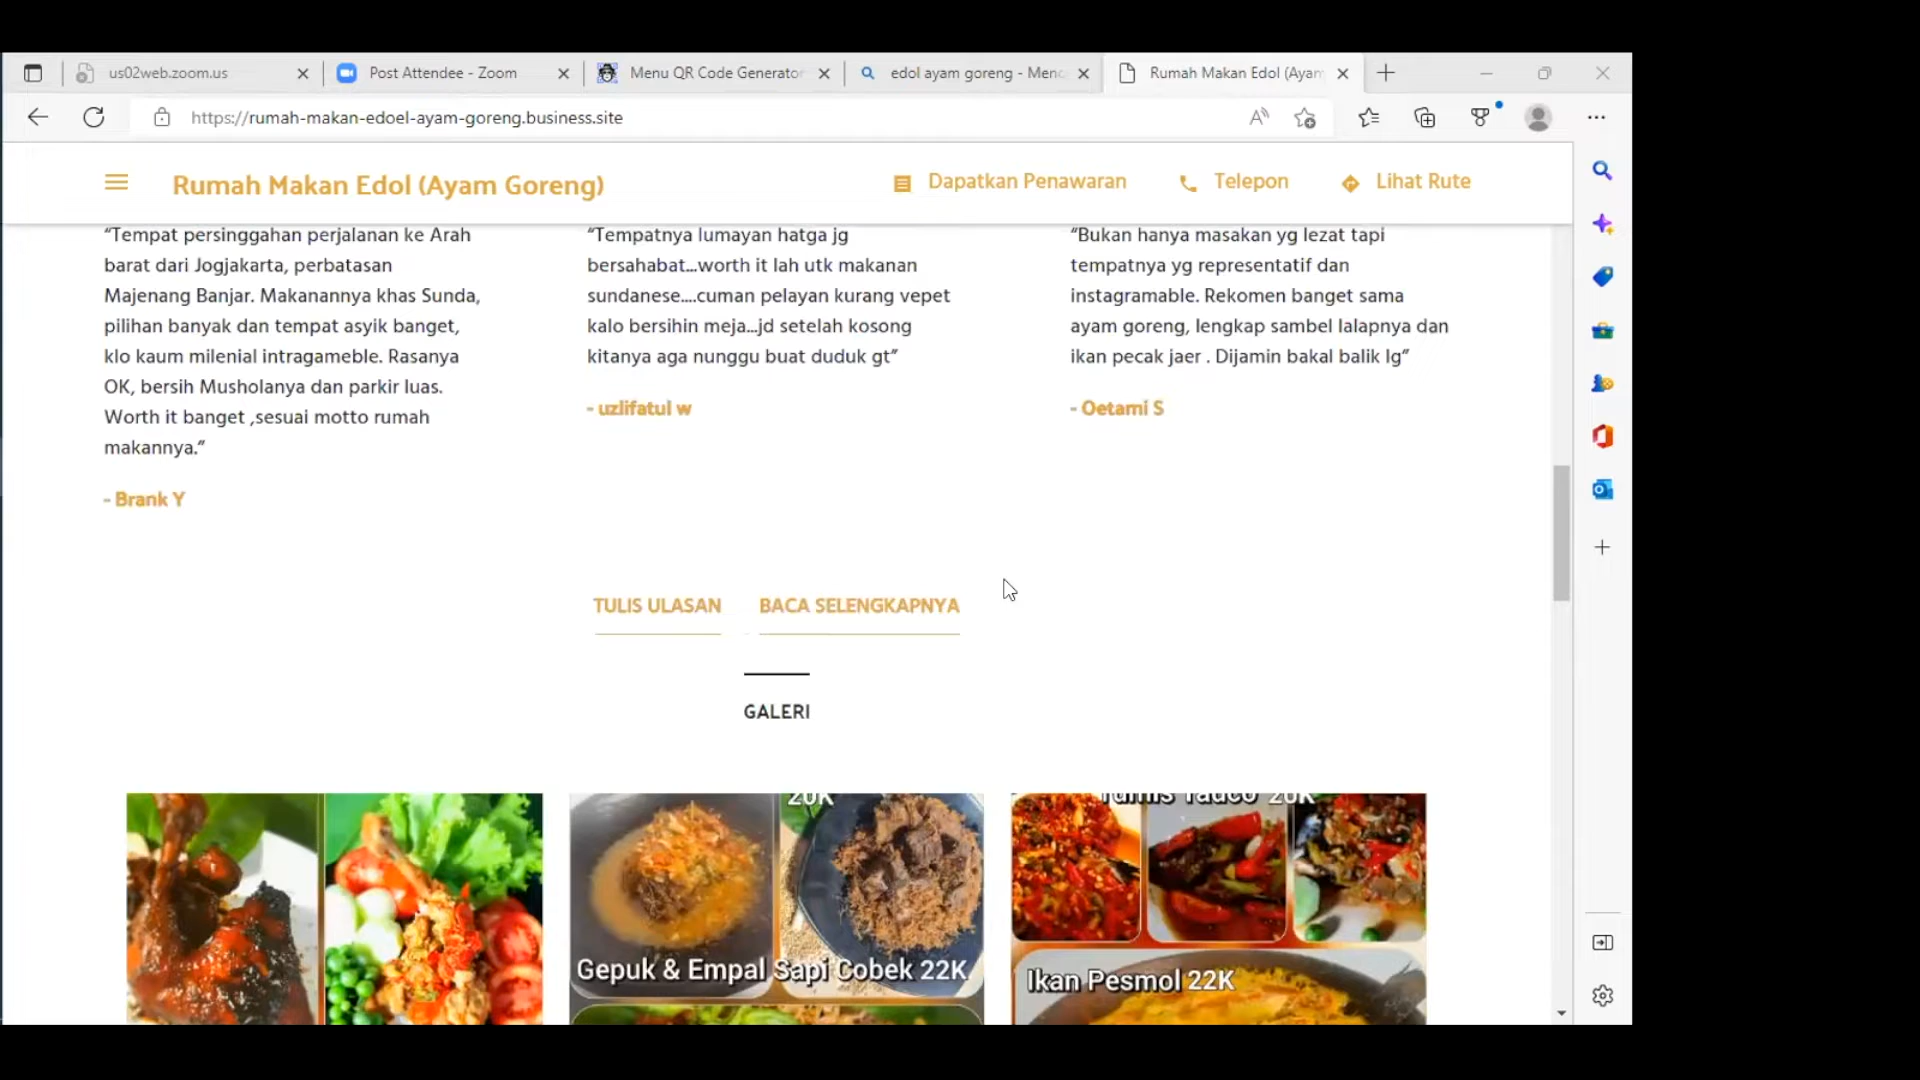 us02web.zoom.us
Post Attendee - Zoom
Menu QR Code Generator
edol ayam goreng - Menc
Rumah Makan Edol (Ayam
https://rumah-makan-edoel-ayam-goreng.business.site
Rumah Makan Edol (Ayam Goreng)
Dapatkan Penawaran
Telepon
Lihat Rute
“Tempat persinggahan perjalanan ke Arah
barat dari Jogjakarta, perbatasan
Majenang Banjar. Makanannya khas Sunda,
pilihan banyak dan tempat asyik banget,
klo kaum milenial intragameble. Rasanya
OK, bersih Musholanya dan parkir luas.
Worth it banget ,sesuai motto rumah
makannya.”
- Brank Y
“Tempatnya lumayan hatga jg
bersahabat...worth it lah utk makanan
sundanese....cuman pelayan kurang vepet
kalo bersihin meja...jd setelah kosong
kitanya aga nunggu buat duduk gt”
- uzlifatul w
“Bukan hanya masakan yg lezat tapi
tempatnya yg representatif dan
instagramable. Rekomen banget sama
ayam goreng, lengkap sambel lalapnya dan
ikan pecak jaer . Dijamin bakal balik lg”
- Oetami S
TULIS ULASAN
BACA SELENGKAPNYA
GALERI
20K
Gepuk & Empal Sapi Cobek 22K
Tumis Tauco 20K
Ikan Pesmol 22K